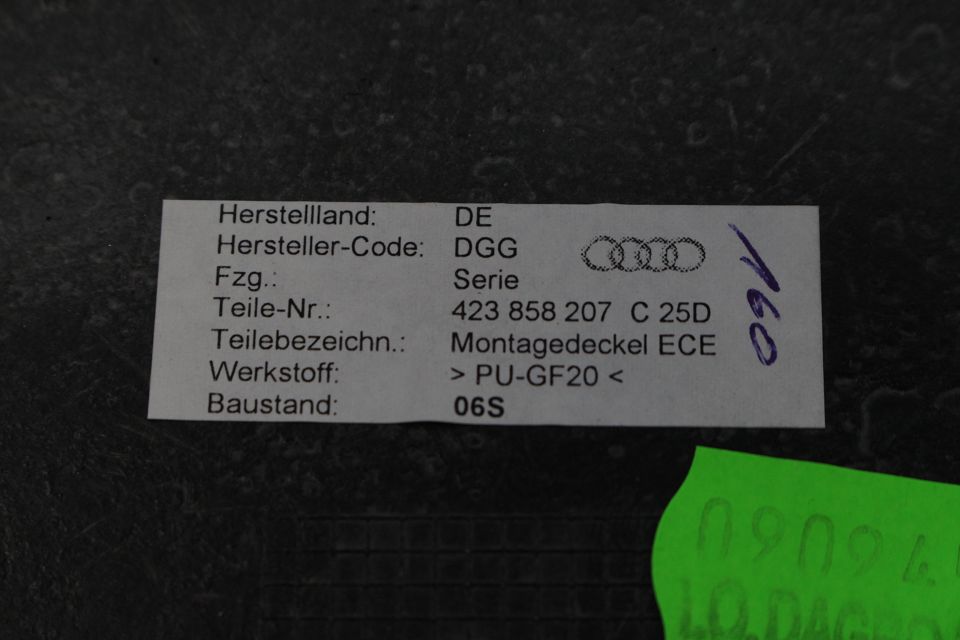 Herstellland: DE
Hersteller-Code: DGG
Fzg.: Serie
Teile-Nr.: 423 858 207 C 25D
Teilebezeichn.: Montagedeckel ECE
Werkstoff: > PU-GF20 <
Baustand: 06S
160